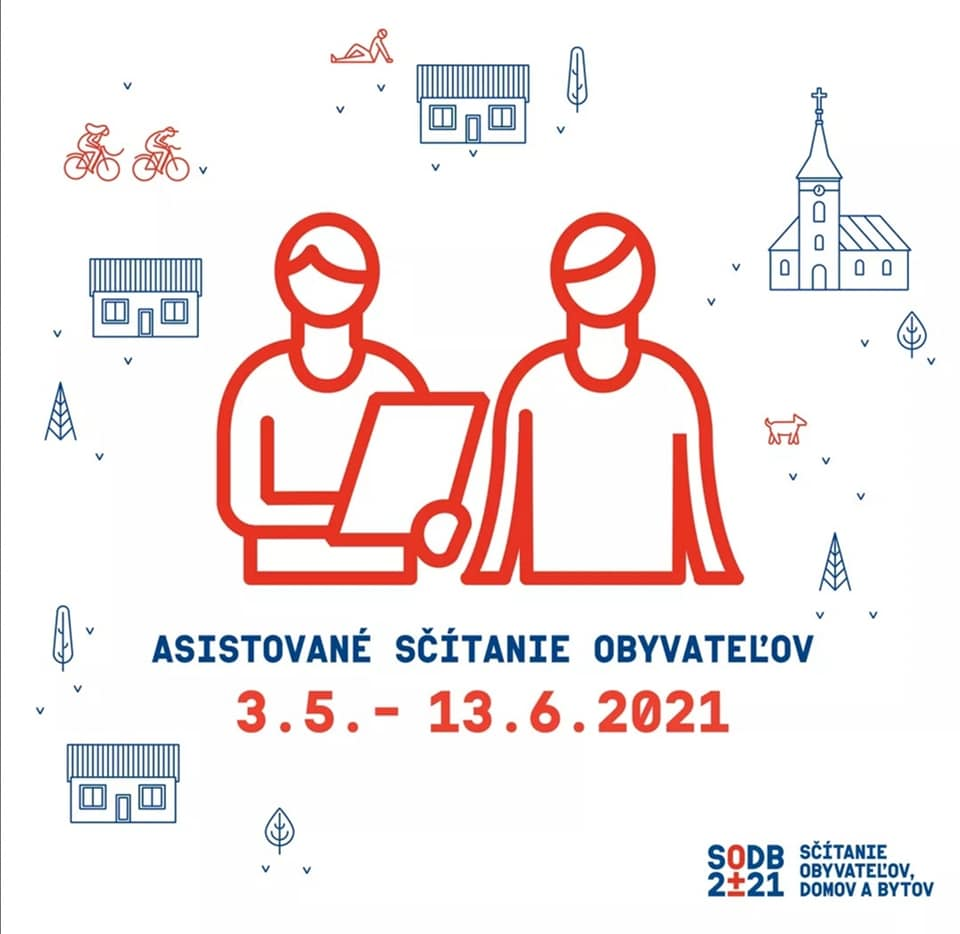 ASISTOVANÉ SČÍTANIE OBYVATEĽOV
3.5.- 13.6.2021
SODB
2±21
SČÍTANIE
OBYVATEĽOV,
DOMOV A BYTOV